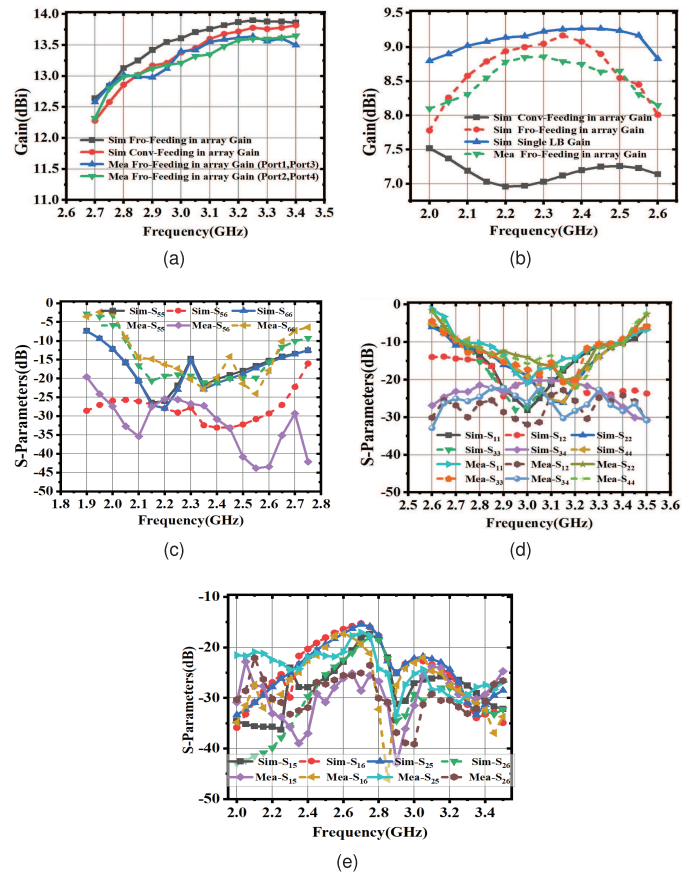 14.0
13.5
13.0
12.5
12.0
11.5
11.0
Gain(dBi)
Sim Fro-Feeding in array Gain
Sim Conv-Feeding in array Gain
Mea Fro-Feeding in array Gain (Port1,Port3)
Mea Fro-Feeding in array Gain (Port2,Port4)
2.6 2.7 2.8 2.9 3.0 3.1 3.2 3.3 3.4 3.5
Frequency(GHz)
(a)
9.5
9.0
8.5
8.0
7.5
7.0
Gain(dBi)
Sim Conv-Feeding in array Gain
Sim Fro-Feeding in array Gain
Sim Single LB Gain
Mea Fro-Feeding in array Gain
2.0 2.1 2.2 2.3 2.4 2.5 2.6
Frequency(GHz)
(b)
0
-5
-10
-15
-20
-25
-30
-35
-40
-45
-50
S-Parameters(dB)
Sim-S55 Sim-S56 Sim-S66
Mea-S55 Mea-S56 Mea-S66
1.8 1.9 2.0 2.1 2.2 2.3 2.4 2.5 2.6 2.7 2.8
Frequency(GHz)
(c)
0
-10
-20
-30
-40
-50
S-Parameters(dB)
Sim-S11 Sim-S12 Sim-S22
Sim-S33 Sim-S34 Sim-S44
Mea-S11 Mea-S12 Mea-S22
Mea-S33 Mea-S34 Mea-S44
2.5 2.6 2.7 2.8 2.9 3.0 3.1 3.2 3.3 3.4 3.5
Frequency(GHz)
(d)
-10
-20
-30
-40
-50
S-Parameters(dB)
Sim-S15 Sim-S16 Sim-S25 Sim-S26
Mea-S15 Mea-S16 Mea-S25 Mea-S26
2.0 2.2 2.4 2.6 2.8 3.0 3.2 3.4
Frequency(GHz)
(e)